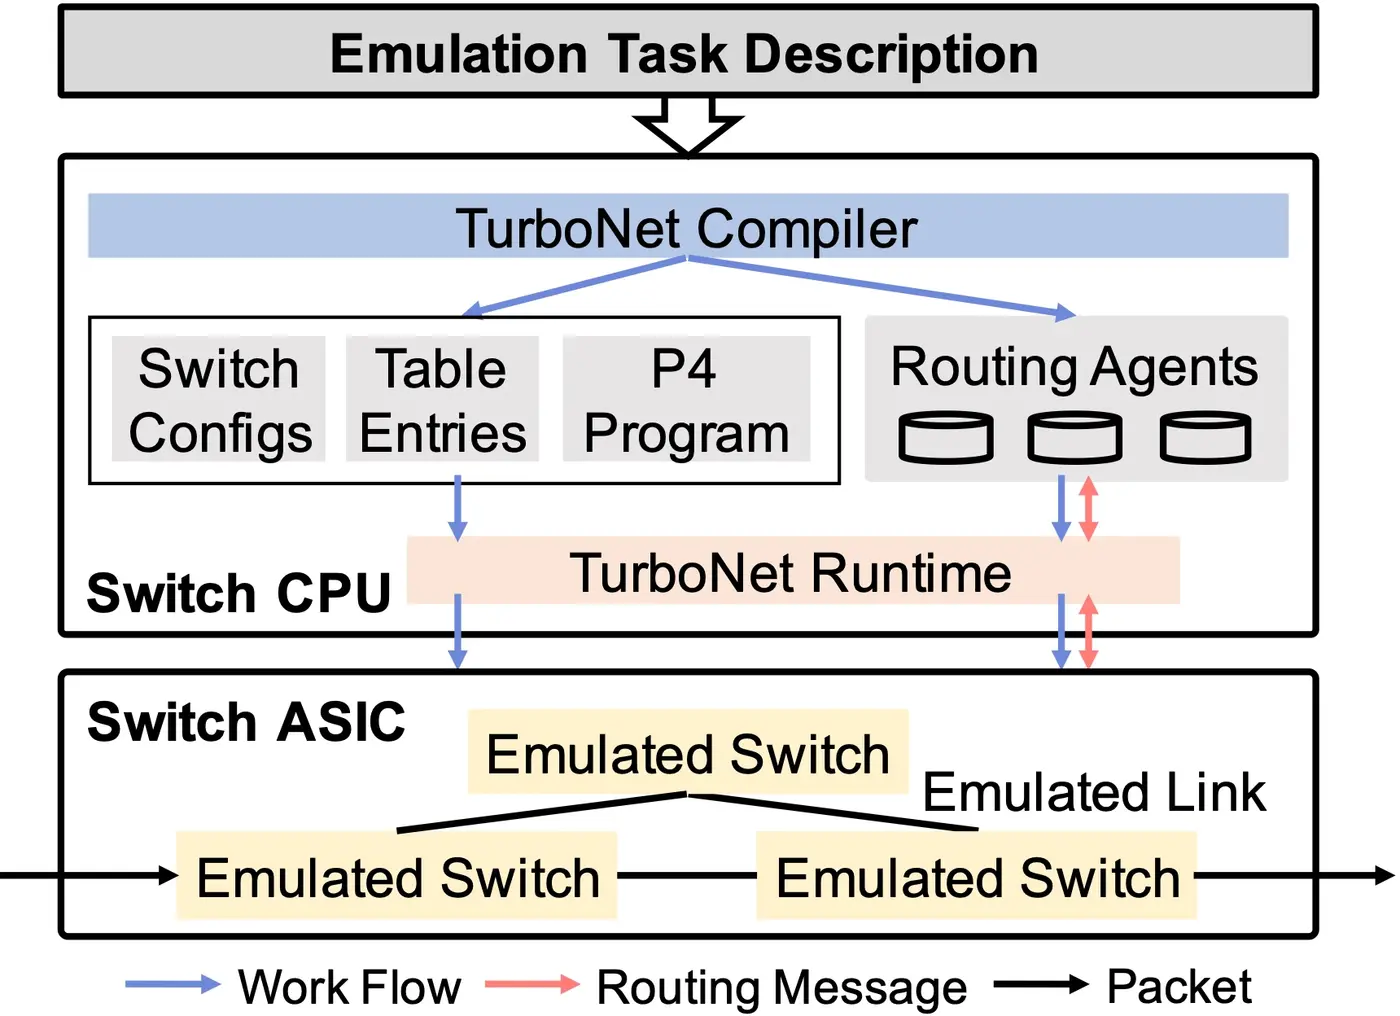 Emulation Task Description
TurboNet Compiler
Switch
Configs
Table
Entries
P4
Program
Routing Agents
Switch CPU
TurboNet Runtime
Switch ASIC
Emulated Switch
Emulated Link
Emulated Switch
Emulated Switch
Work Flow
Routing Message
Packet